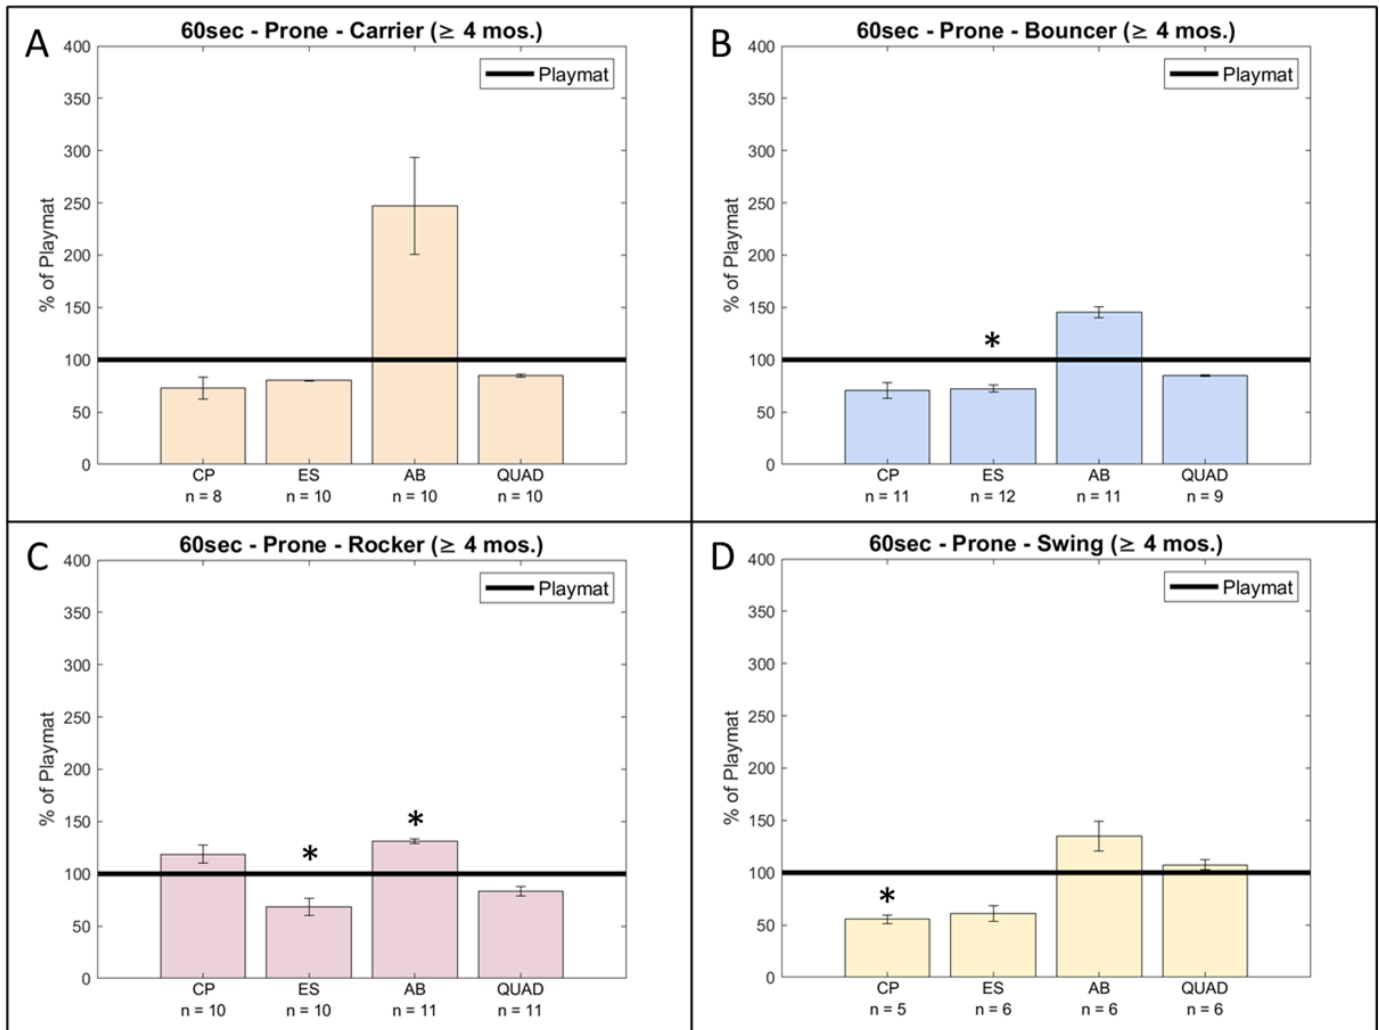 A
60sec - Prone - Carrier (≥ 4 mos.)
400
350
300
250
200
150
100
50
0
% of Playmat
Playmat
*
CP ES AB QUAD
n = 8 n = 10 n = 10 n = 10
B
60sec - Prone - Bouncer (≥ 4 mos.)
400
350
300
250
200
150
100
50
0
% of Playmat
Playmat
*
CP ES AB QUAD
n = 11 n = 12 n = 11 n = 9
C
60sec - Prone - Rocker (≥ 4 mos.)
400
350
300
250
200
150
100
50
0
% of Playmat
Playmat
* *
CP ES AB QUAD
n = 10 n = 10 n = 11 n = 11
D
60sec - Prone - Swing (≥ 4 mos.)
400
350
300
250
200
150
100
50
0
% of Playmat
Playmat
*
CP ES AB QUAD
n = 5 n = 6 n = 6 n = 6